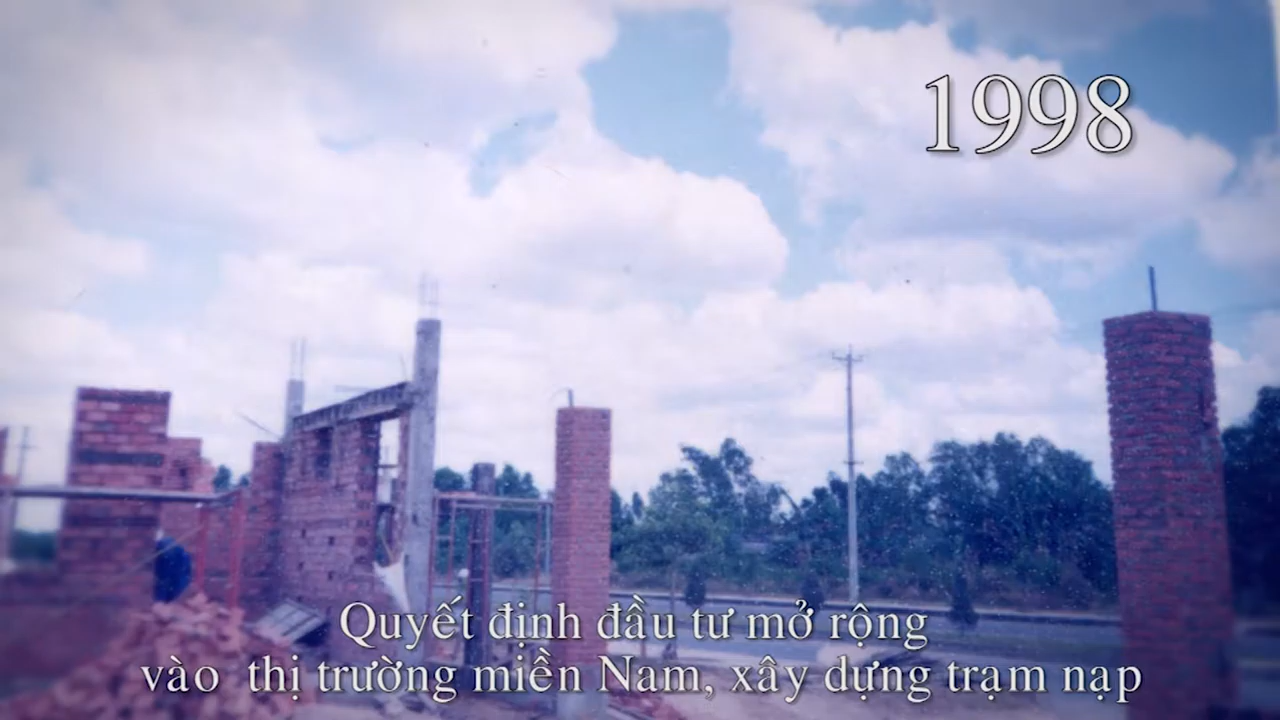 1998
Quyết định đầu tư mở rộng
vào thị trường miền Nam, xây dựng trạm nạp